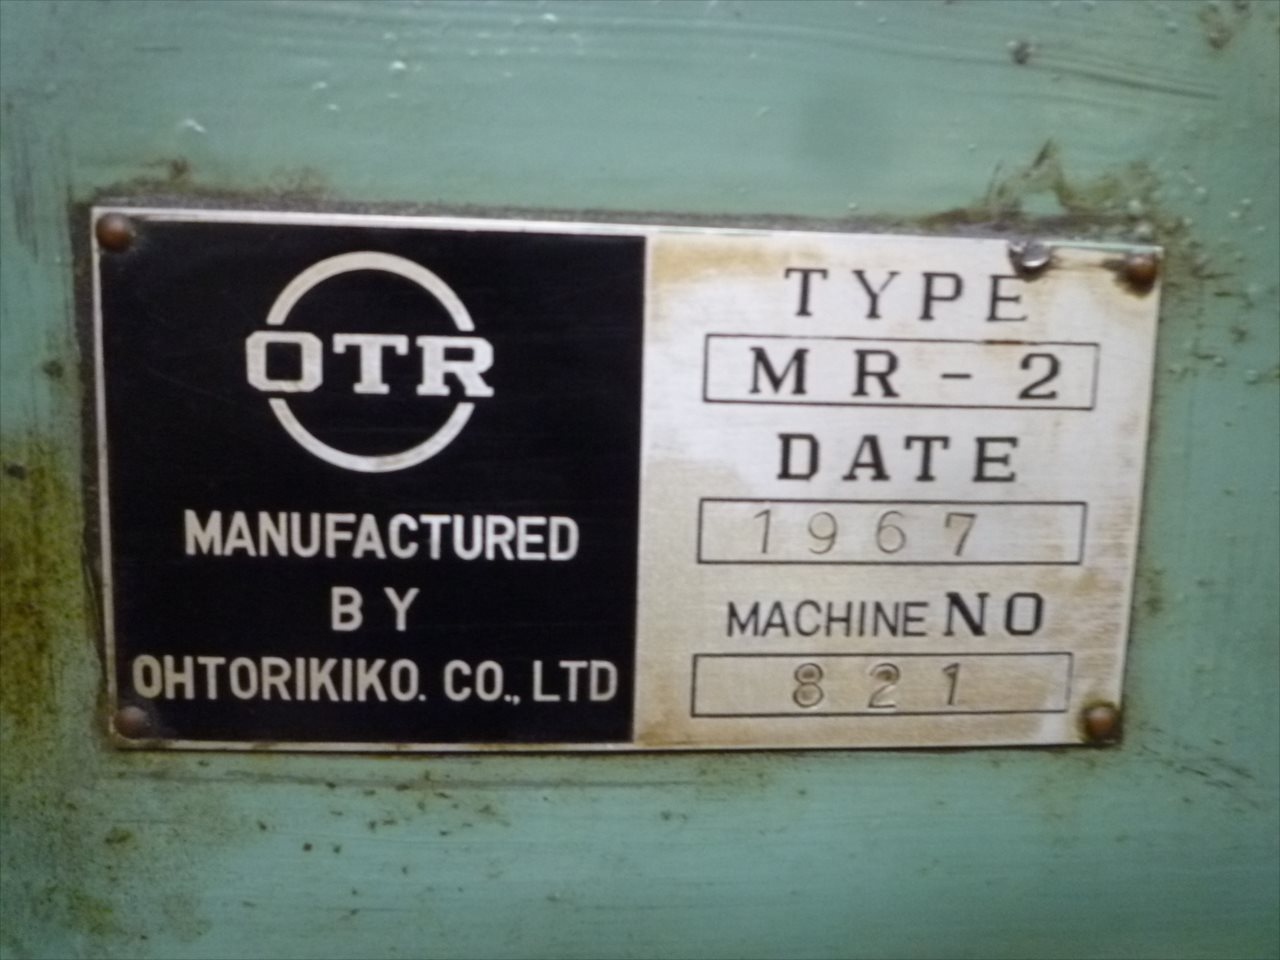 OTR
MANUFACTURED
BY
OHTORIKIKO. CO., LTD
TYPE
MR-2
DATE
1967
MACHINE NO
821